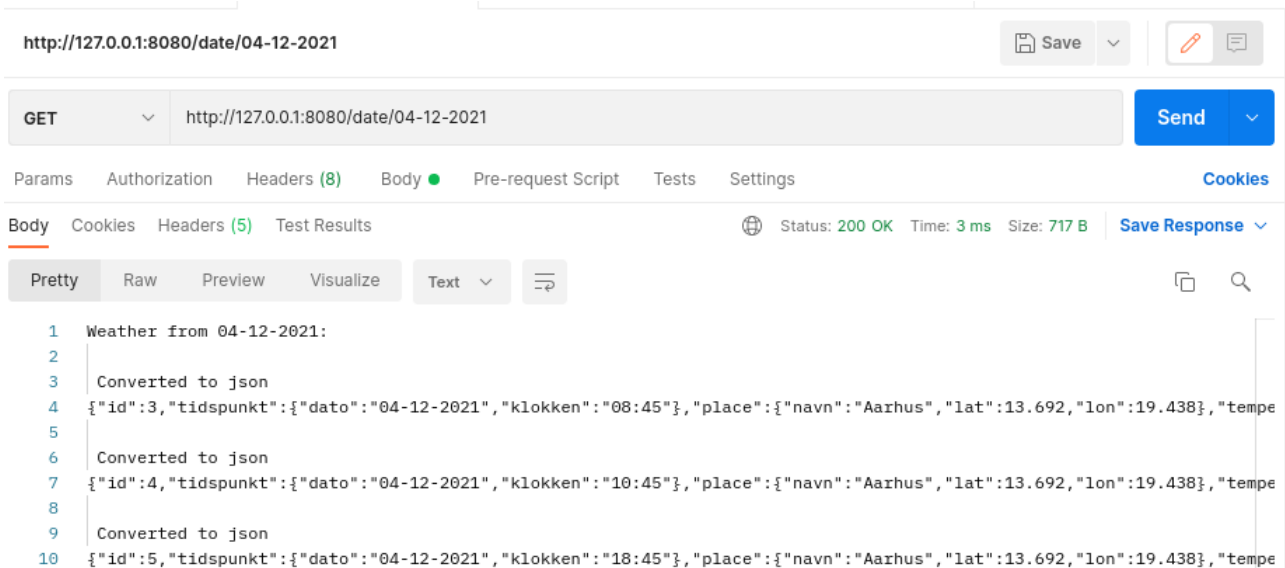 http://127.0.0.1:8080/date/04-12-2021 Save
GET http://127.0.0.1:8080/date/04-12-2021 Send
Params Authorization Headers (8) Body Pre-request Script Tests Settings Cookies
Body Cookies Headers (5) Test Results Status: 200 OK Time: 3 ms Size: 717 B Save Response
Pretty Raw Preview Visualize Text
1 Weather from 04-12-2021:
2
3 Converted to json
4 {"id":3,"tidspunkt":{"dato":"04-12-2021","klokken":"08:45"},"place":{"navn":"Aarhus","lat":13.692,"lon":19.438},"tempe
5
6 Converted to json
7 {"id":4,"tidspunkt":{"dato":"04-12-2021","klokken":"10:45"},"place":{"navn":"Aarhus","lat":13.692,"lon":19.438},"tempe
8
9 Converted to json
10 {"id":5,"tidspunkt":{"dato":"04-12-2021","klokken":"18:45"},"place":{"navn":"Aarhus","lat":13.692,"lon":19.438},"tempe